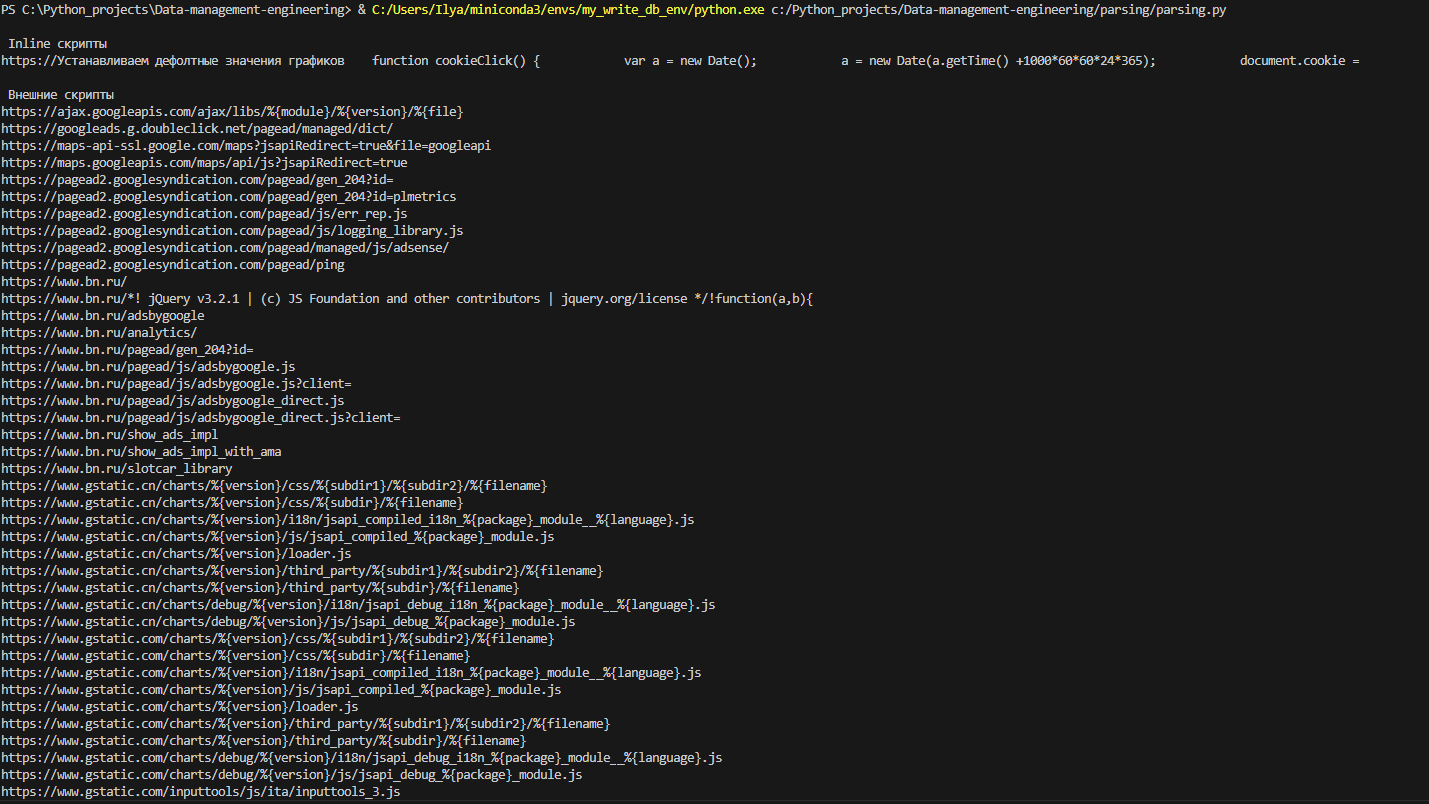 PS C:\Python_projects\Data-management-engineering> & C:/Users/Ilya/miniconda3/envs/my_write_db_env/python.exe c:/Python_projects/Data-management-engineering/parsing/parsing.py
Inline скрипты
https://Устанавливаем дефолтные значения графиков    function cookieClick() {            var a = new Date();            a = new Date(a.getTime() +1000*60*60*24*365);            document.cookie =
Внешние скрипты
https://ajax.googleapis.com/ajax/libs/%{module}/%{version}/%{file}
https://googleads.g.doubleclick.net/pagead/managed/dict/
https://maps-api-ssl.google.com/maps?jsapiRedirect=true&file=googleapi
https://maps.googleapis.com/maps/api/js?jsapiRedirect=true
https://pagead2.googlesyndication.com/pagead/gen_204?id=
https://pagead2.googlesyndication.com/pagead/gen_204?id=plmetrics
https://pagead2.googlesyndication.com/pagead/js/err_rep.js
https://pagead2.googlesyndication.com/pagead/js/logging_library.js
https://pagead2.googlesyndication.com/pagead/managed/js/adsense/
https://pagead2.googlesyndication.com/pagead/ping
https://www.bn.ru/
https://www.bn.ru/*! jQuery v3.2.1 | (c) JS Foundation and other contributors | jquery.org/license */!function(a,b){
https://www.bn.ru/adsbygoogle
https://www.bn.ru/analytics/
https://www.bn.ru/pagead/gen_204?id=
https://www.bn.ru/pagead/js/adsbygoogle.js
https://www.bn.ru/pagead/js/adsbygoogle.js?client=
https://www.bn.ru/pagead/js/adsbygoogle_direct.js
https://www.bn.ru/pagead/js/adsbygoogle_direct.js?client=
https://www.bn.ru/show_ads_impl
https://www.bn.ru/show_ads_impl_with_ama
https://www.bn.ru/slotcar_library
https://www.gstatic.cn/charts/%{version}/css/%{subdir1}/%{subdir2}/%{filename}
https://www.gstatic.cn/charts/%{version}/css/%{subdir}/%{filename}
https://www.gstatic.cn/charts/%{version}/i18n/jsapi_compiled_i18n_%{package}_module__%{language}.js
https://www.gstatic.cn/charts/%{version}/js/jsapi_compiled_%{package}_module.js
https://www.gstatic.cn/charts/%{version}/loader.js
https://www.gstatic.cn/charts/%{version}/third_party/%{subdir1}/%{subdir2}/%{filename}
https://www.gstatic.cn/charts/%{version}/third_party/%{subdir}/%{filename}
https://www.gstatic.cn/charts/debug/%{version}/i18n/jsapi_debug_i18n_%{package}_module__%{language}.js
https://www.gstatic.cn/charts/debug/%{version}/js/jsapi_debug_%{package}_module.js
https://www.gstatic.com/charts/%{version}/css/%{subdir1}/%{subdir2}/%{filename}
https://www.gstatic.com/charts/%{version}/css/%{subdir}/%{filename}
https://www.gstatic.com/charts/%{version}/i18n/jsapi_compiled_i18n_%{package}_module__%{language}.js
https://www.gstatic.com/charts/%{version}/js/jsapi_compiled_%{package}_module.js
https://www.gstatic.com/charts/%{version}/loader.js
https://www.gstatic.com/charts/%{version}/third_party/%{subdir1}/%{subdir2}/%{filename}
https://www.gstatic.com/charts/%{version}/third_party/%{subdir}/%{filename}
https://www.gstatic.com/charts/debug/%{version}/i18n/jsapi_debug_i18n_%{package}_module__%{language}.js
https://www.gstatic.com/charts/debug/%{version}/js/jsapi_debug_%{package}_module.js
https://www.gstatic.com/inputtools/js/ita/inputtools_3.js